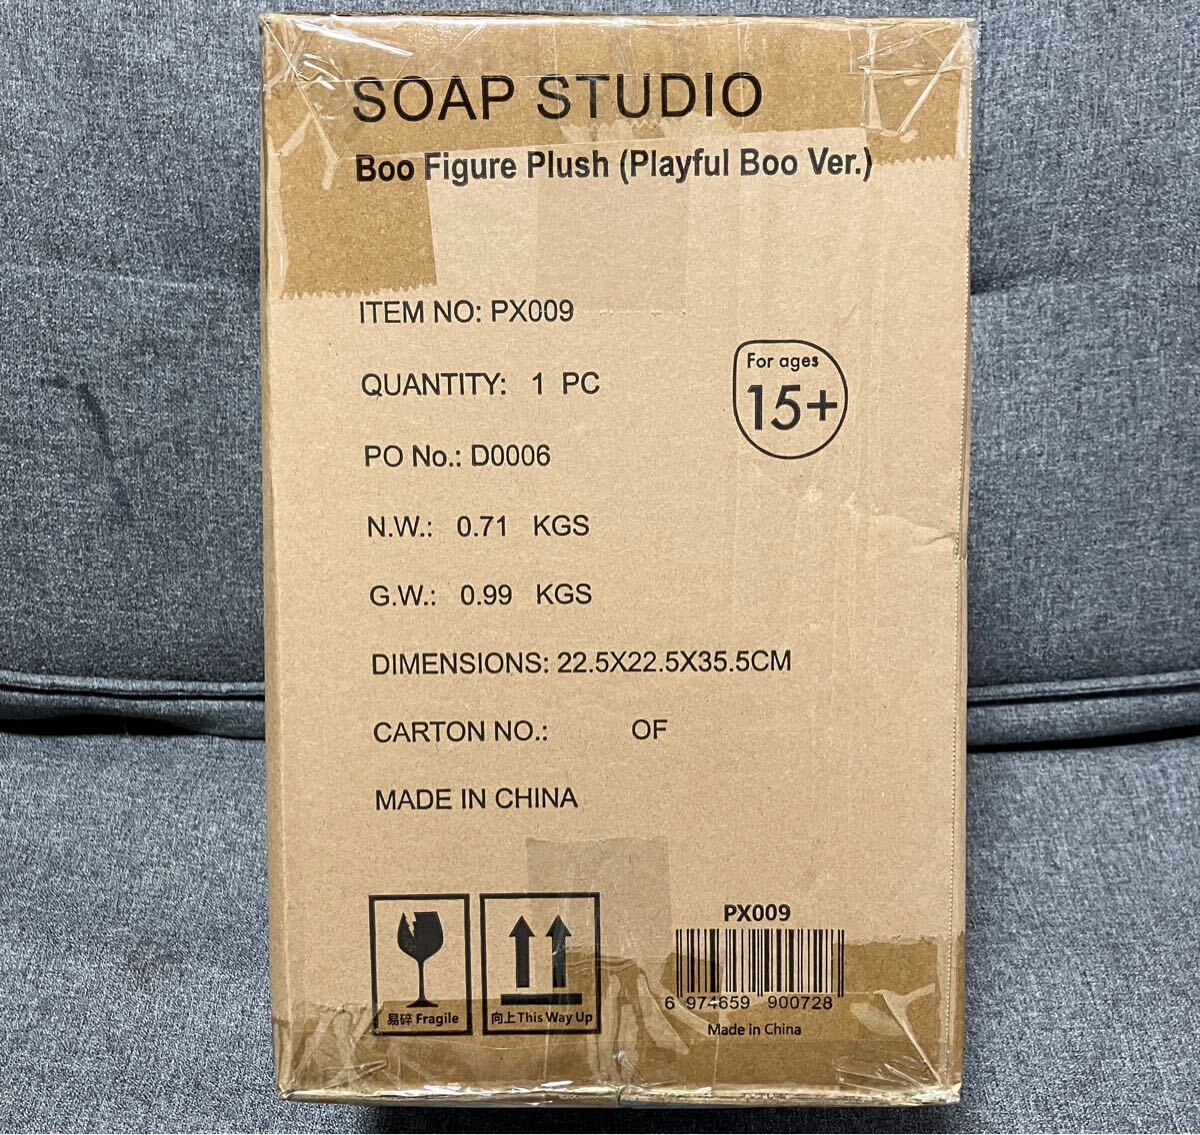 SOAP STUDIO
Boo Figure Plush (Playful Boo Ver.)
ITEM NO: PX009
For ages
15+
QUANTITY: 1 PC
PO No.: D0006
N.W.: 0.71 KGS
G.W.: 0.99 KGS
DIMENSIONS: 22.5X22.5X35.5CM
CARTON NO.: OF
MADE IN CHINA
易碎 Fragile
向上 This Way Up
PX009
6 974659 900728
Made in China